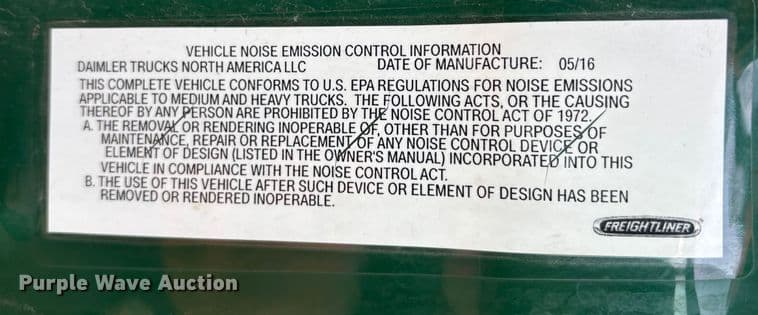 VEHICLE NOISE EMISSION CONTROL INFORMATION
DAIMLER TRUCKS NORTH AMERICA LLC DATE OF MANUFACTURE: 05/16
THIS COMPLETE VEHICLE CONFORMS TO U.S. EPA REGULATIONS FOR NOISE EMISSIONS
APPLICABLE TO MEDIUM AND HEAVY TRUCKS. THE FOLLOWING ACTS, OR THE CAUSING
THEREOF BY ANY PERSON ARE PROHIBITED BY THE NOISE CONTROL ACT OF 1972.
A. THE REMOVAL OR RENDERING INOPERABLE OF, OTHER THAN FOR PURPOSES OF
MAINTENANCE, REPAIR OR REPLACEMENT OF ANY NOISE CONTROL DEVICE OR
ELEMENT OF DESIGN (LISTED IN THE OWNER'S MANUAL) INCORPORATED INTO THIS
VEHICLE IN COMPLIANCE WITH THE NOISE CONTROL ACT.
B. THE USE OF THIS VEHICLE AFTER SUCH DEVICE OR ELEMENT OF DESIGN HAS BEEN
REMOVED OR RENDERED INOPERABLE.
FREIGHTLINER
Purple Wave Auction